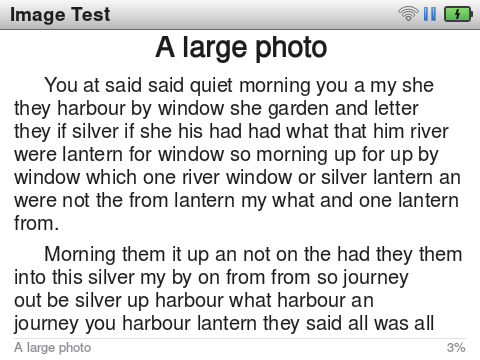 Image Test
A large photo
You at said said quiet morning you a my she
they harbour by window she garden and letter
they if silver if she his had had what that him river
were lantern for window so morning up for up by
window which one river window or silver lantern an
were not the from lantern my what and one lantern
from.
Morning them it up an not on the had they them
into this silver my by on from from so journey
out be silver up harbour what harbour an
journey you harbour lantern they said all was all
A large photo 3%